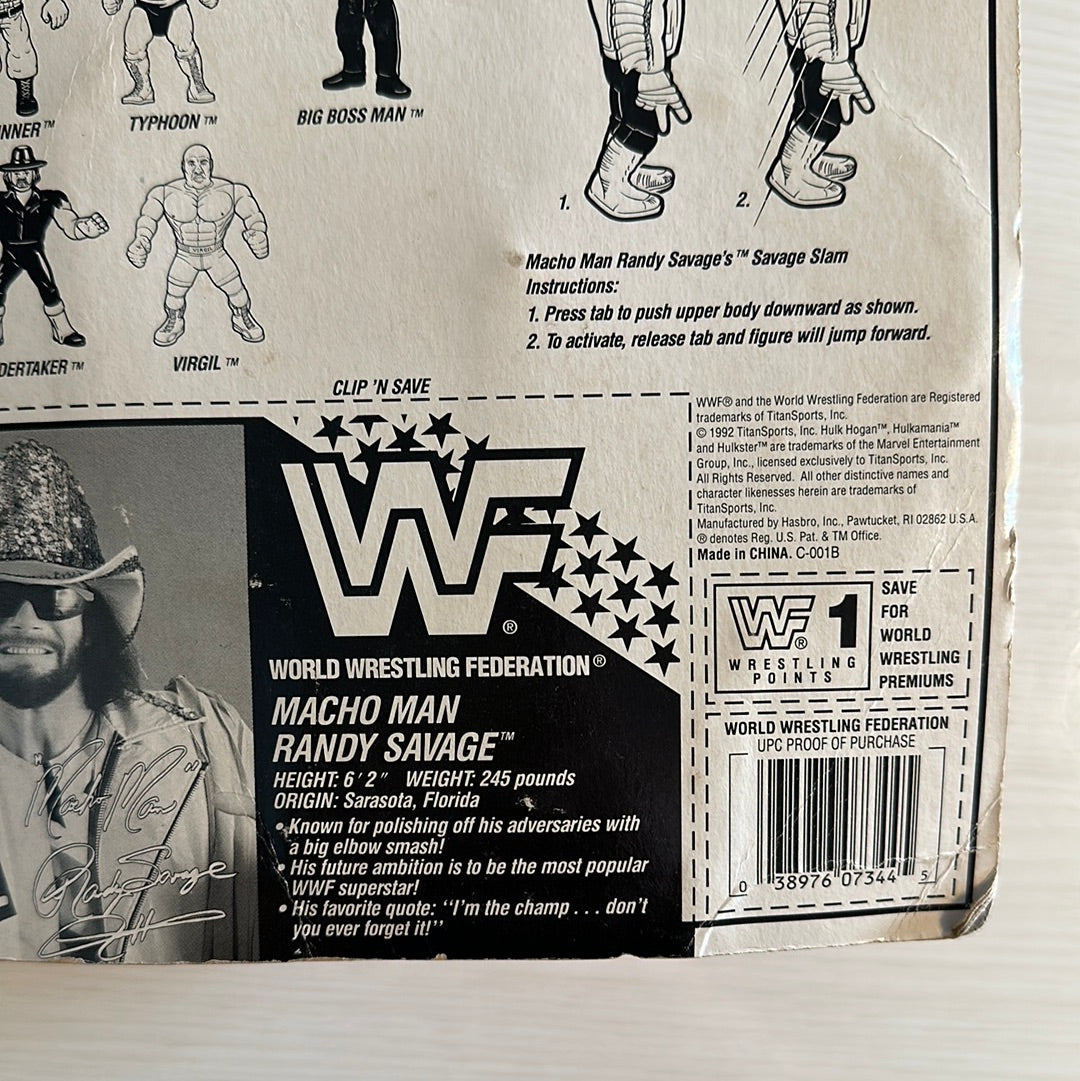 TYPHOON™
BIG BOSS MAN™
VIRGIL
VIRGIL™
1.
2.
Macho Man Randy Savage's™ Savage Slam
Instructions:
1. Press tab to push upper body downward as shown.
2. To activate, release tab and figure will jump forward.
CLIP 'N SAVE
WWF® and the World Wrestling Federation are Registered
trademarks of TitanSports, Inc.
© 1992 TitanSports, Inc. Hulk Hogan™, Hulkamania™
and Hulkster™ are trademarks of the Marvel Entertainment
Group, Inc., licensed exclusively to TitanSports, Inc.
All Rights Reserved. All other distinctive names and
character likenesses herein are trademarks of
TitanSports, Inc.
Manufactured by Hasbro, Inc., Pawtucket, RI 02862 U.S.A.
® denotes Reg. U.S. Pat. & TM Office.
Made in CHINA. C-001B
WF
®
WORLD WRESTLING FEDERATION®
MACHO MAN
RANDY SAVAGE™
HEIGHT: 6'2" WEIGHT: 245 pounds
ORIGIN: Sarasota, Florida
• Known for polishing off his adversaries with
a big elbow smash!
• His future ambition is to be the most popular
WWF superstar!
• His favorite quote: "I'm the champ . . . don't
you ever forget it!"
"Macho Man"
Randy Savage
WF® 1
WRESTLING
POINTS
SAVE
FOR
WORLD
WRESTLING
PREMIUMS
WORLD WRESTLING FEDERATION
UPC PROOF OF PURCHASE
0 38976 07344 5